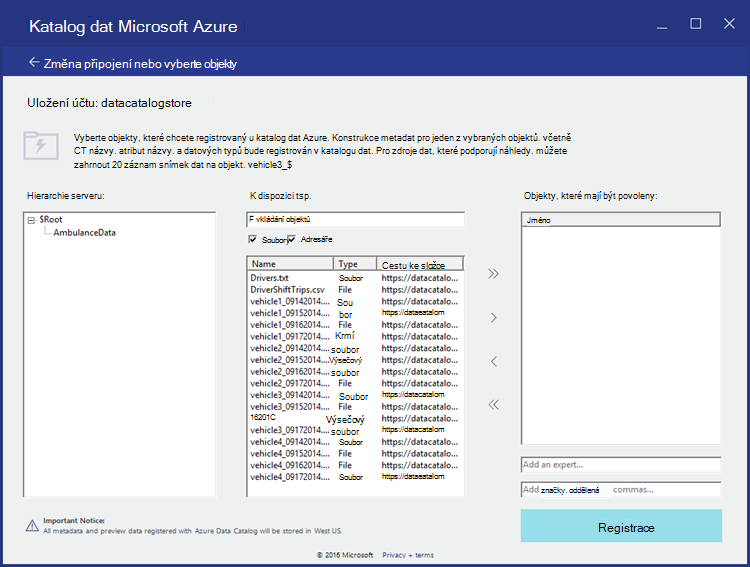 Katalog dat Microsoft Azure
Změna připojení nebo vyberte objekty
Uložení účtu: datacatalogstore
Vyberte objekty, které chcete registrovaný u katalog dat Azure. Konstrukce metadat pro jeden z vybraných objektů. včetně
CT názvy. atribut názvy. a datových typů bude registrován v katalogu dat. Pro zdroje dat, které podporují náhledy. můžete
zahrnout 20 záznam snímek dat na objekt. vehicle3_$
Hierarchie serveru:
K dispozici tsp.
Objekty, které mají být povoleny:
$Root
AmbulanceData
F vkládání objektů
Soubory Adresáře
Jméno
Name Type Cestu ke složce
Drivers.txt Soubor https://datacatalo...
DriverShiftTrips.csv File https://datacatalo...
vehicle1_09142014.... Sou https://datacatalo...
vehicle1_09152014.... bor https://dataeatalom
vehicle1_09162014.... File https://datacatalo...
vehicle1_09172014.... Krmí https://datacatalo...
vehicle2_09142014.... soubor https://datacatalo...
vehicle2_09152014.... Výsečový https://datacatalo...
vehicle2_09162014.... soubor https://datacatalo...
vehicle2_09172014.... File https://datacatalo...
vehicle3_09142014.... Soubor https://dataeatalom
vehicle3_09152014.... File https://datacatalo...
16201C Výsečový https://datacatalo...
vehicle3_09172014.... soubor https://dataeatalom
vehicle4_09142014.... Soubor https://datacatalo...
vehicle4_09152014.... File https://datacatalo...
vehicle4_09162014.... File https://datacatalo...
vehicle4_09172014.... Soubor https://dataeatalom
Add an expert...
Add značky. oddělená commas...
Registrace
Important Notice:
All metadata and preview data registered with Azure Data Catalog will be stored in West US.
© 2016 Microsoft Privacy + terms